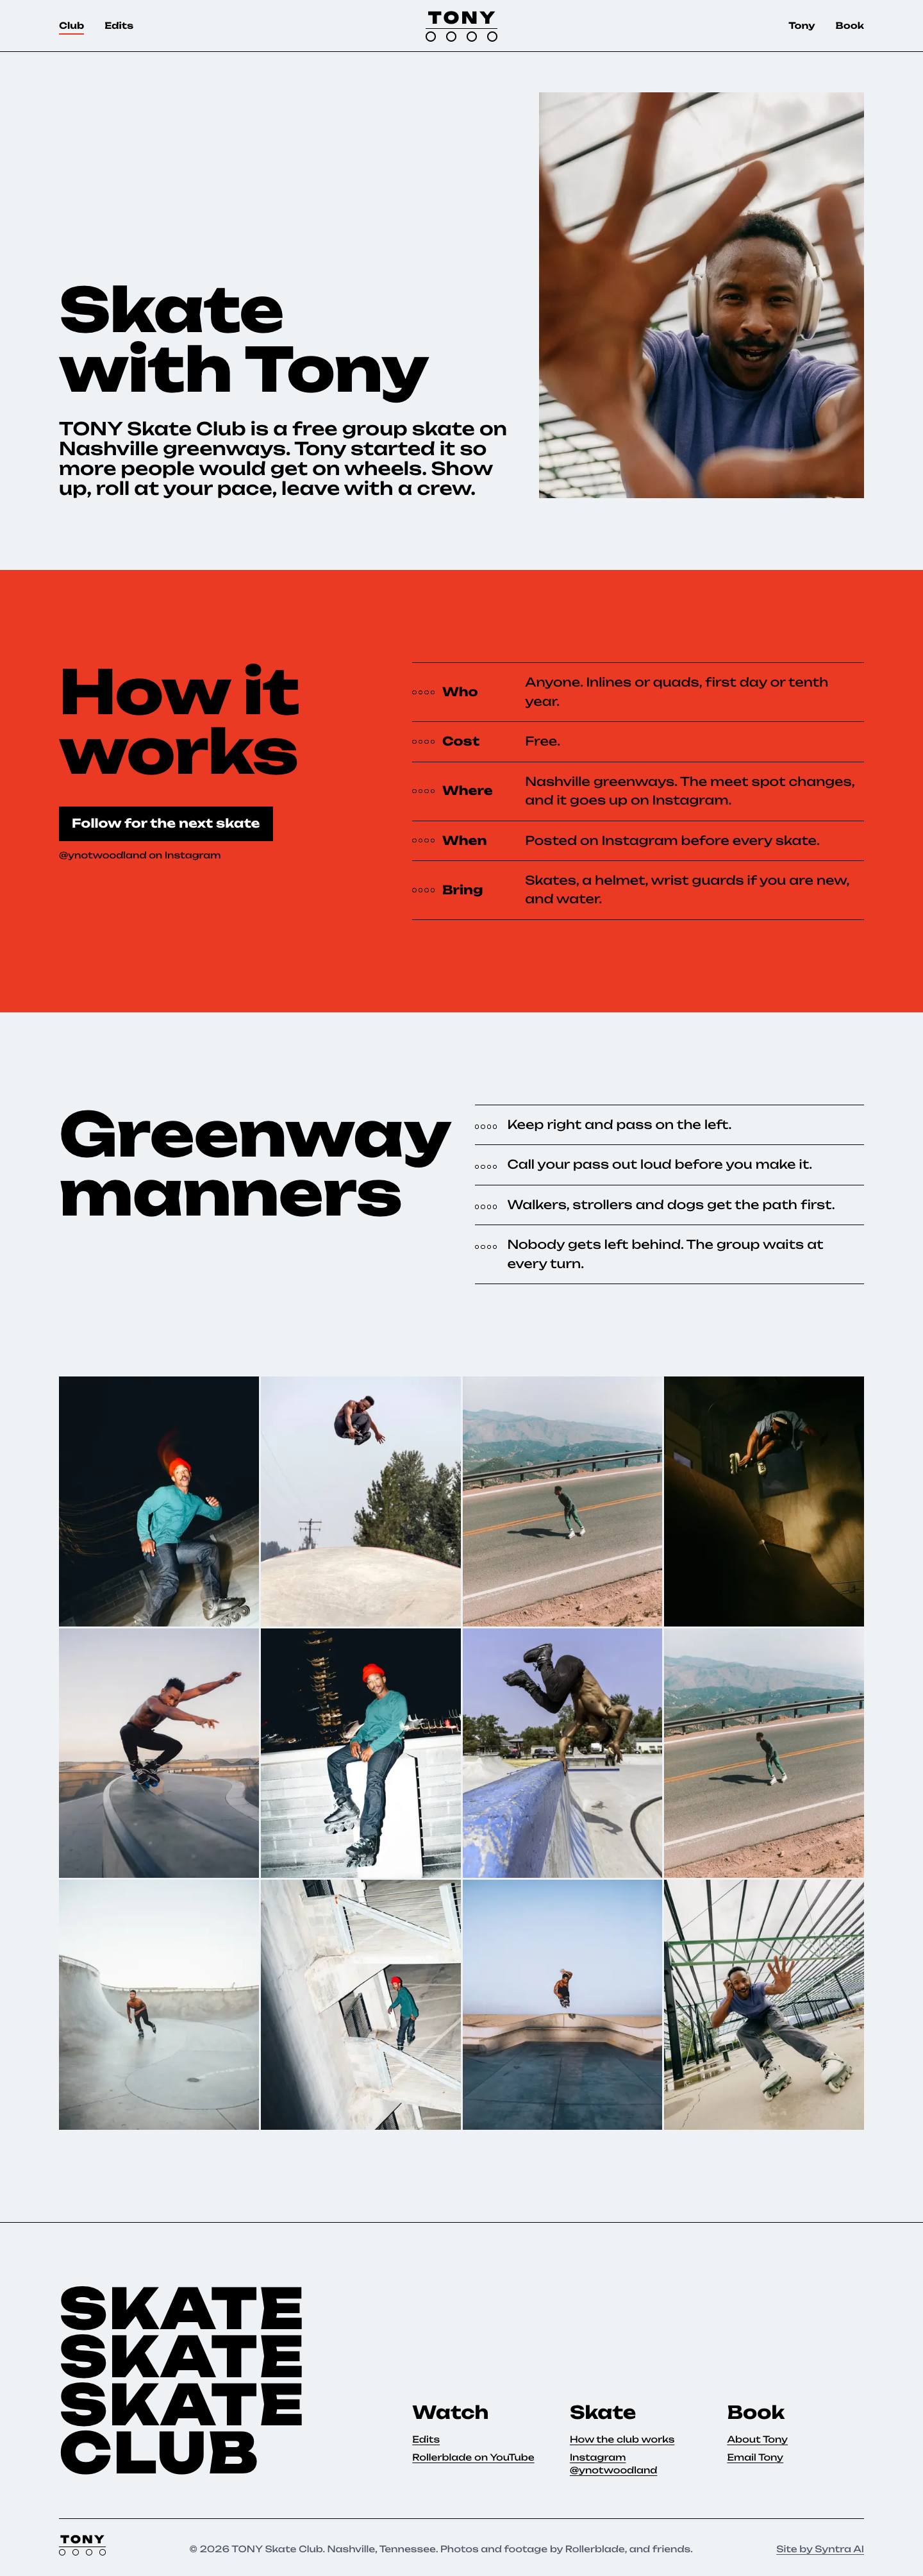 Club Edits TONY Tony Book
Skate
with Tony
TONY Skate Club is a free group skate on
Nashville greenways. Tony started it so
more people would get on wheels. Show
up, roll at your pace, leave with a crew.
How it
works
Follow for the next skate
@ynotwoodland on Instagram
Who Anyone. Inlines or quads, first day or tenth
year.
Cost Free.
Where Nashville greenways. The meet spot changes,
and it goes up on Instagram.
When Posted on Instagram before every skate.
Bring Skates, a helmet, wrist guards if you are new,
and water.
Greenway
manners
Keep right and pass on the left.
Call your pass out loud before you make it.
Walkers, strollers and dogs get the path first.
Nobody gets left behind. The group waits at
every turn.
SKATE
SKATE
SKATE
CLUB
Watch
Edits
Rollerblade on YouTube
Skate
How the club works
Instagram
@ynotwoodland
Book
About Tony
Email Tony
TONY
© 2026 TONY Skate Club. Nashville, Tennessee. Photos and footage by Rollerblade, and friends.
Site by Syntra AI